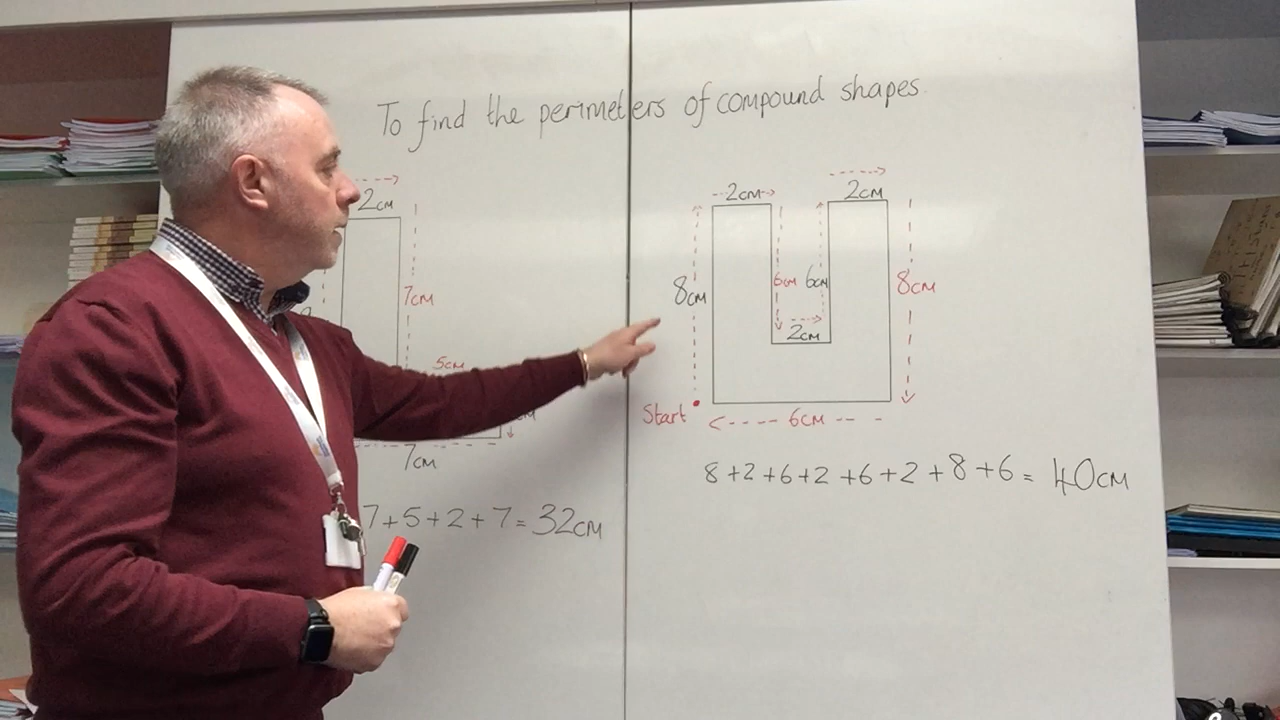 To find the perimeters of compound shapes.
2cm
7cm
5cm
7cm
7+5+2+7=32cm
2cm
2cm
8cm
6cm
6cm
8cm
2cm
Start
6cm
8+2+6+2+6+2+8+6= 40cm